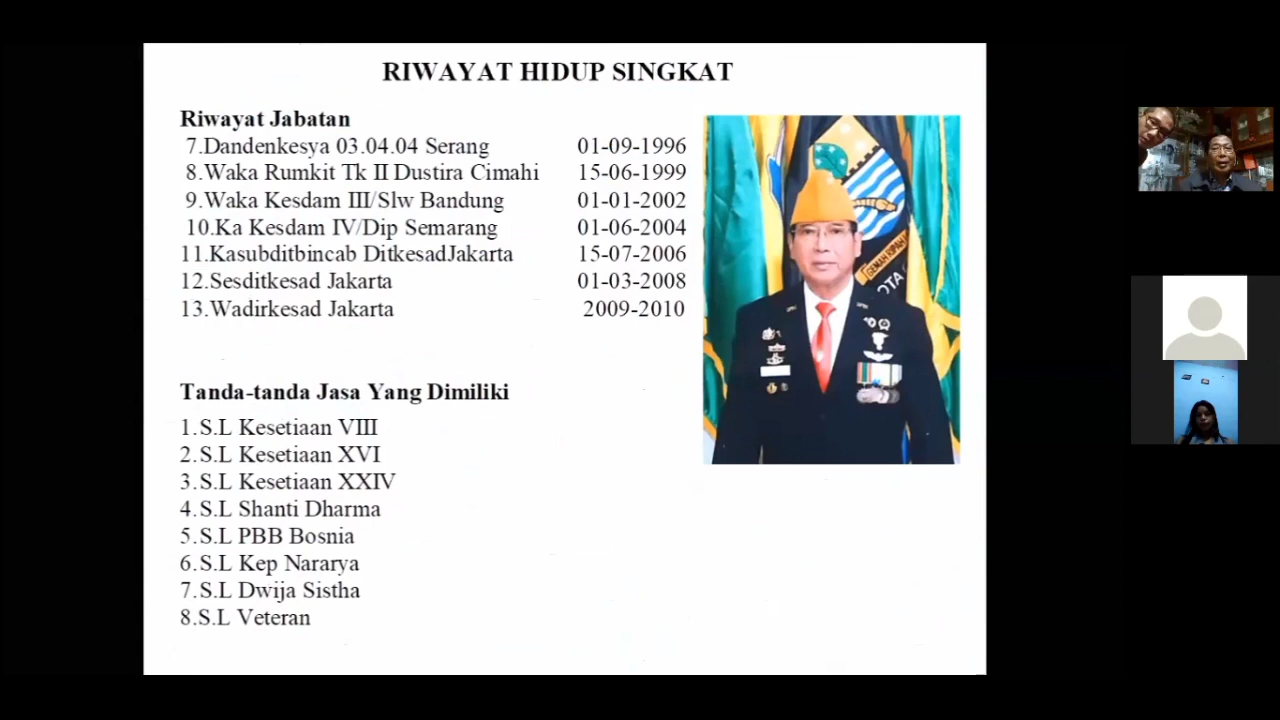 RIWAYAT HIDUP SINGKAT
Riwayat Jabatan
7.Dandenkesya 03.04.04 Serang 01-09-1996
8.Waka Rumkit Tk II Dustira Cimahi 15-06-1999
9.Waka Kesdam III/Slw Bandung 01-01-2002
10.Ka Kesdam IV/Dip Semarang 01-06-2004
11.Kasubditbincab DitkesadJakarta 15-07-2006
12.Sesditkesad Jakarta 01-03-2008
13.Wadirkesad Jakarta 2009-2010
Tanda-tanda Jasa Yang Dimiliki
1.S.L Kesetiaan VIII
2.S.L Kesetiaan XVI
3.S.L Kesetiaan XXIV
4.S.L Shanti Dharma
5.S.L PBB Bosnia
6.S.L Kep Nararya
7.S.L Dwija Sistha
8.S.L Veteran
GEMAH RIPAH
OTA